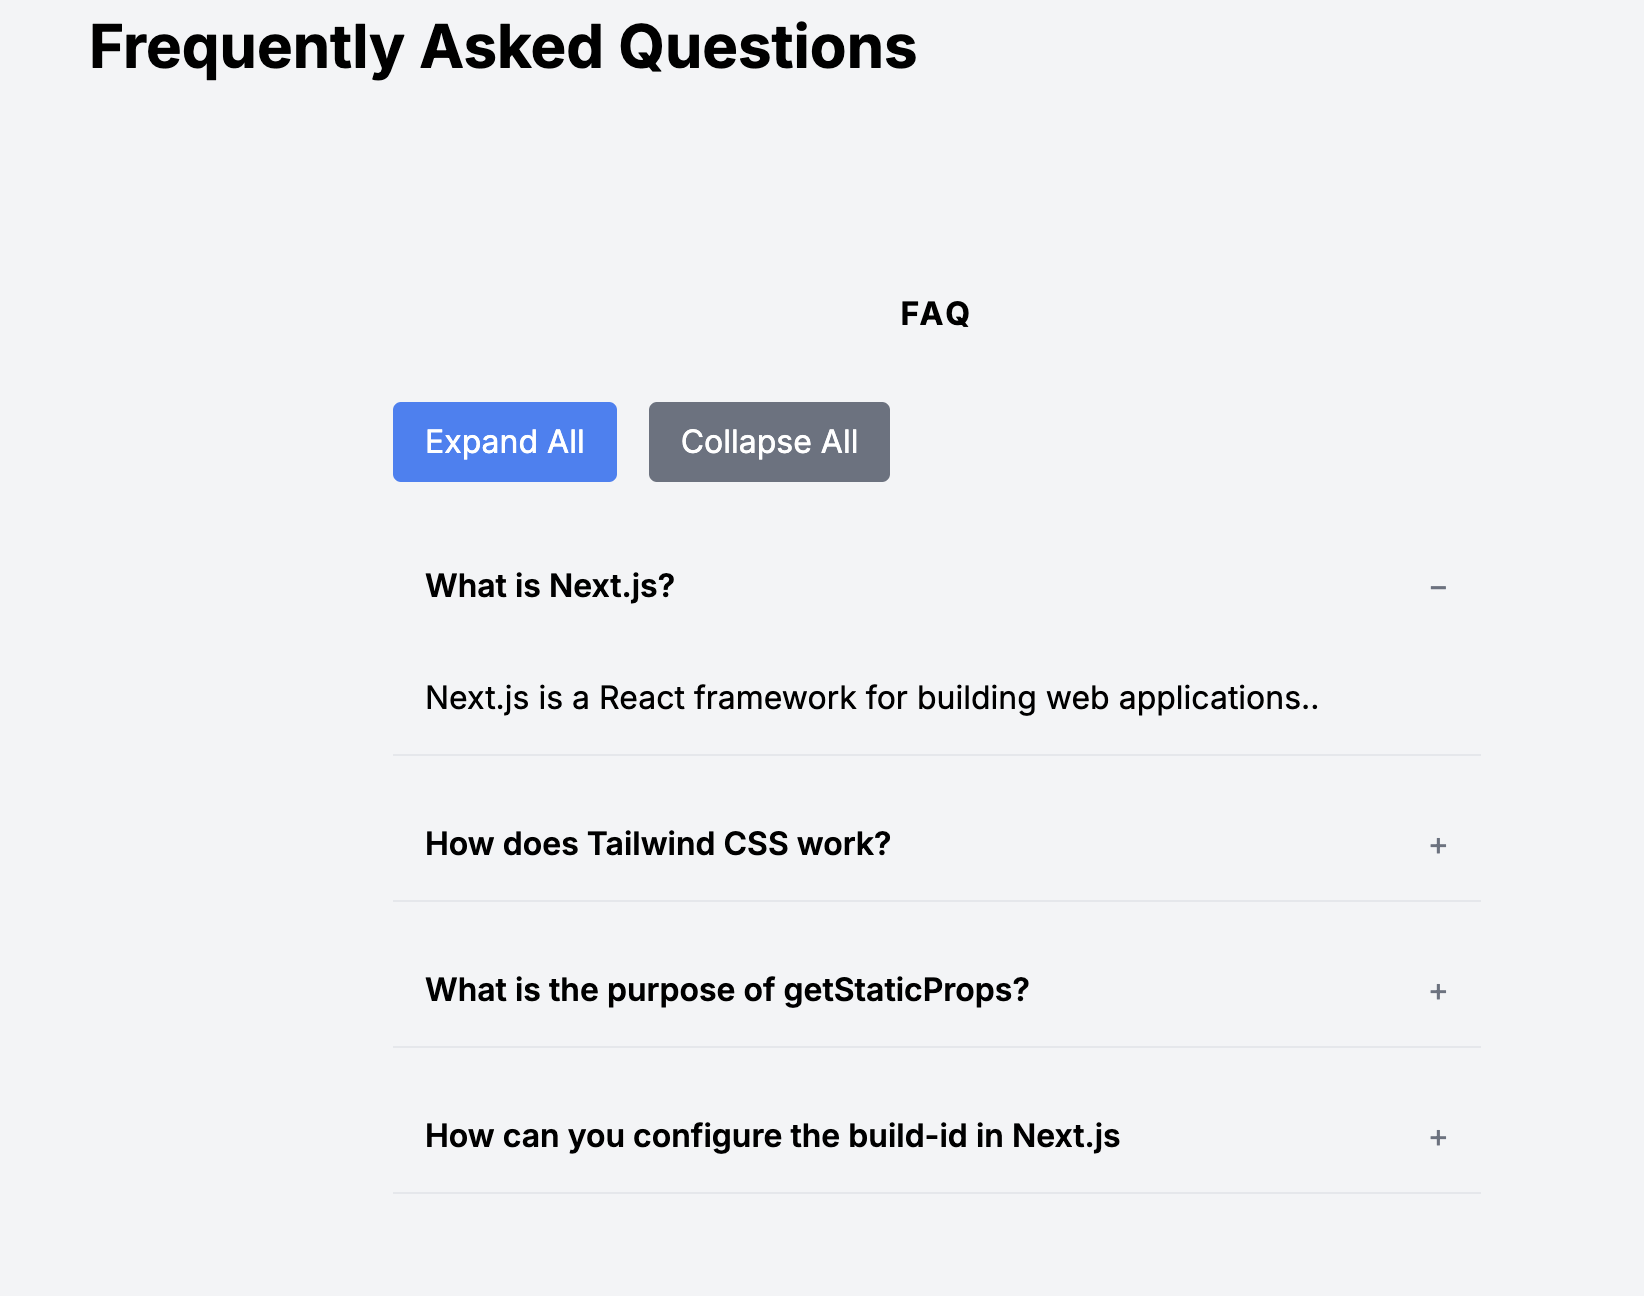 Frequently Asked Questions
FAQ
Expand All
Collapse All
What is Next.js? −
Next.js is a React framework for building web applications..
How does Tailwind CSS work? +
What is the purpose of getStaticProps? +
How can you configure the build-id in Next.js +